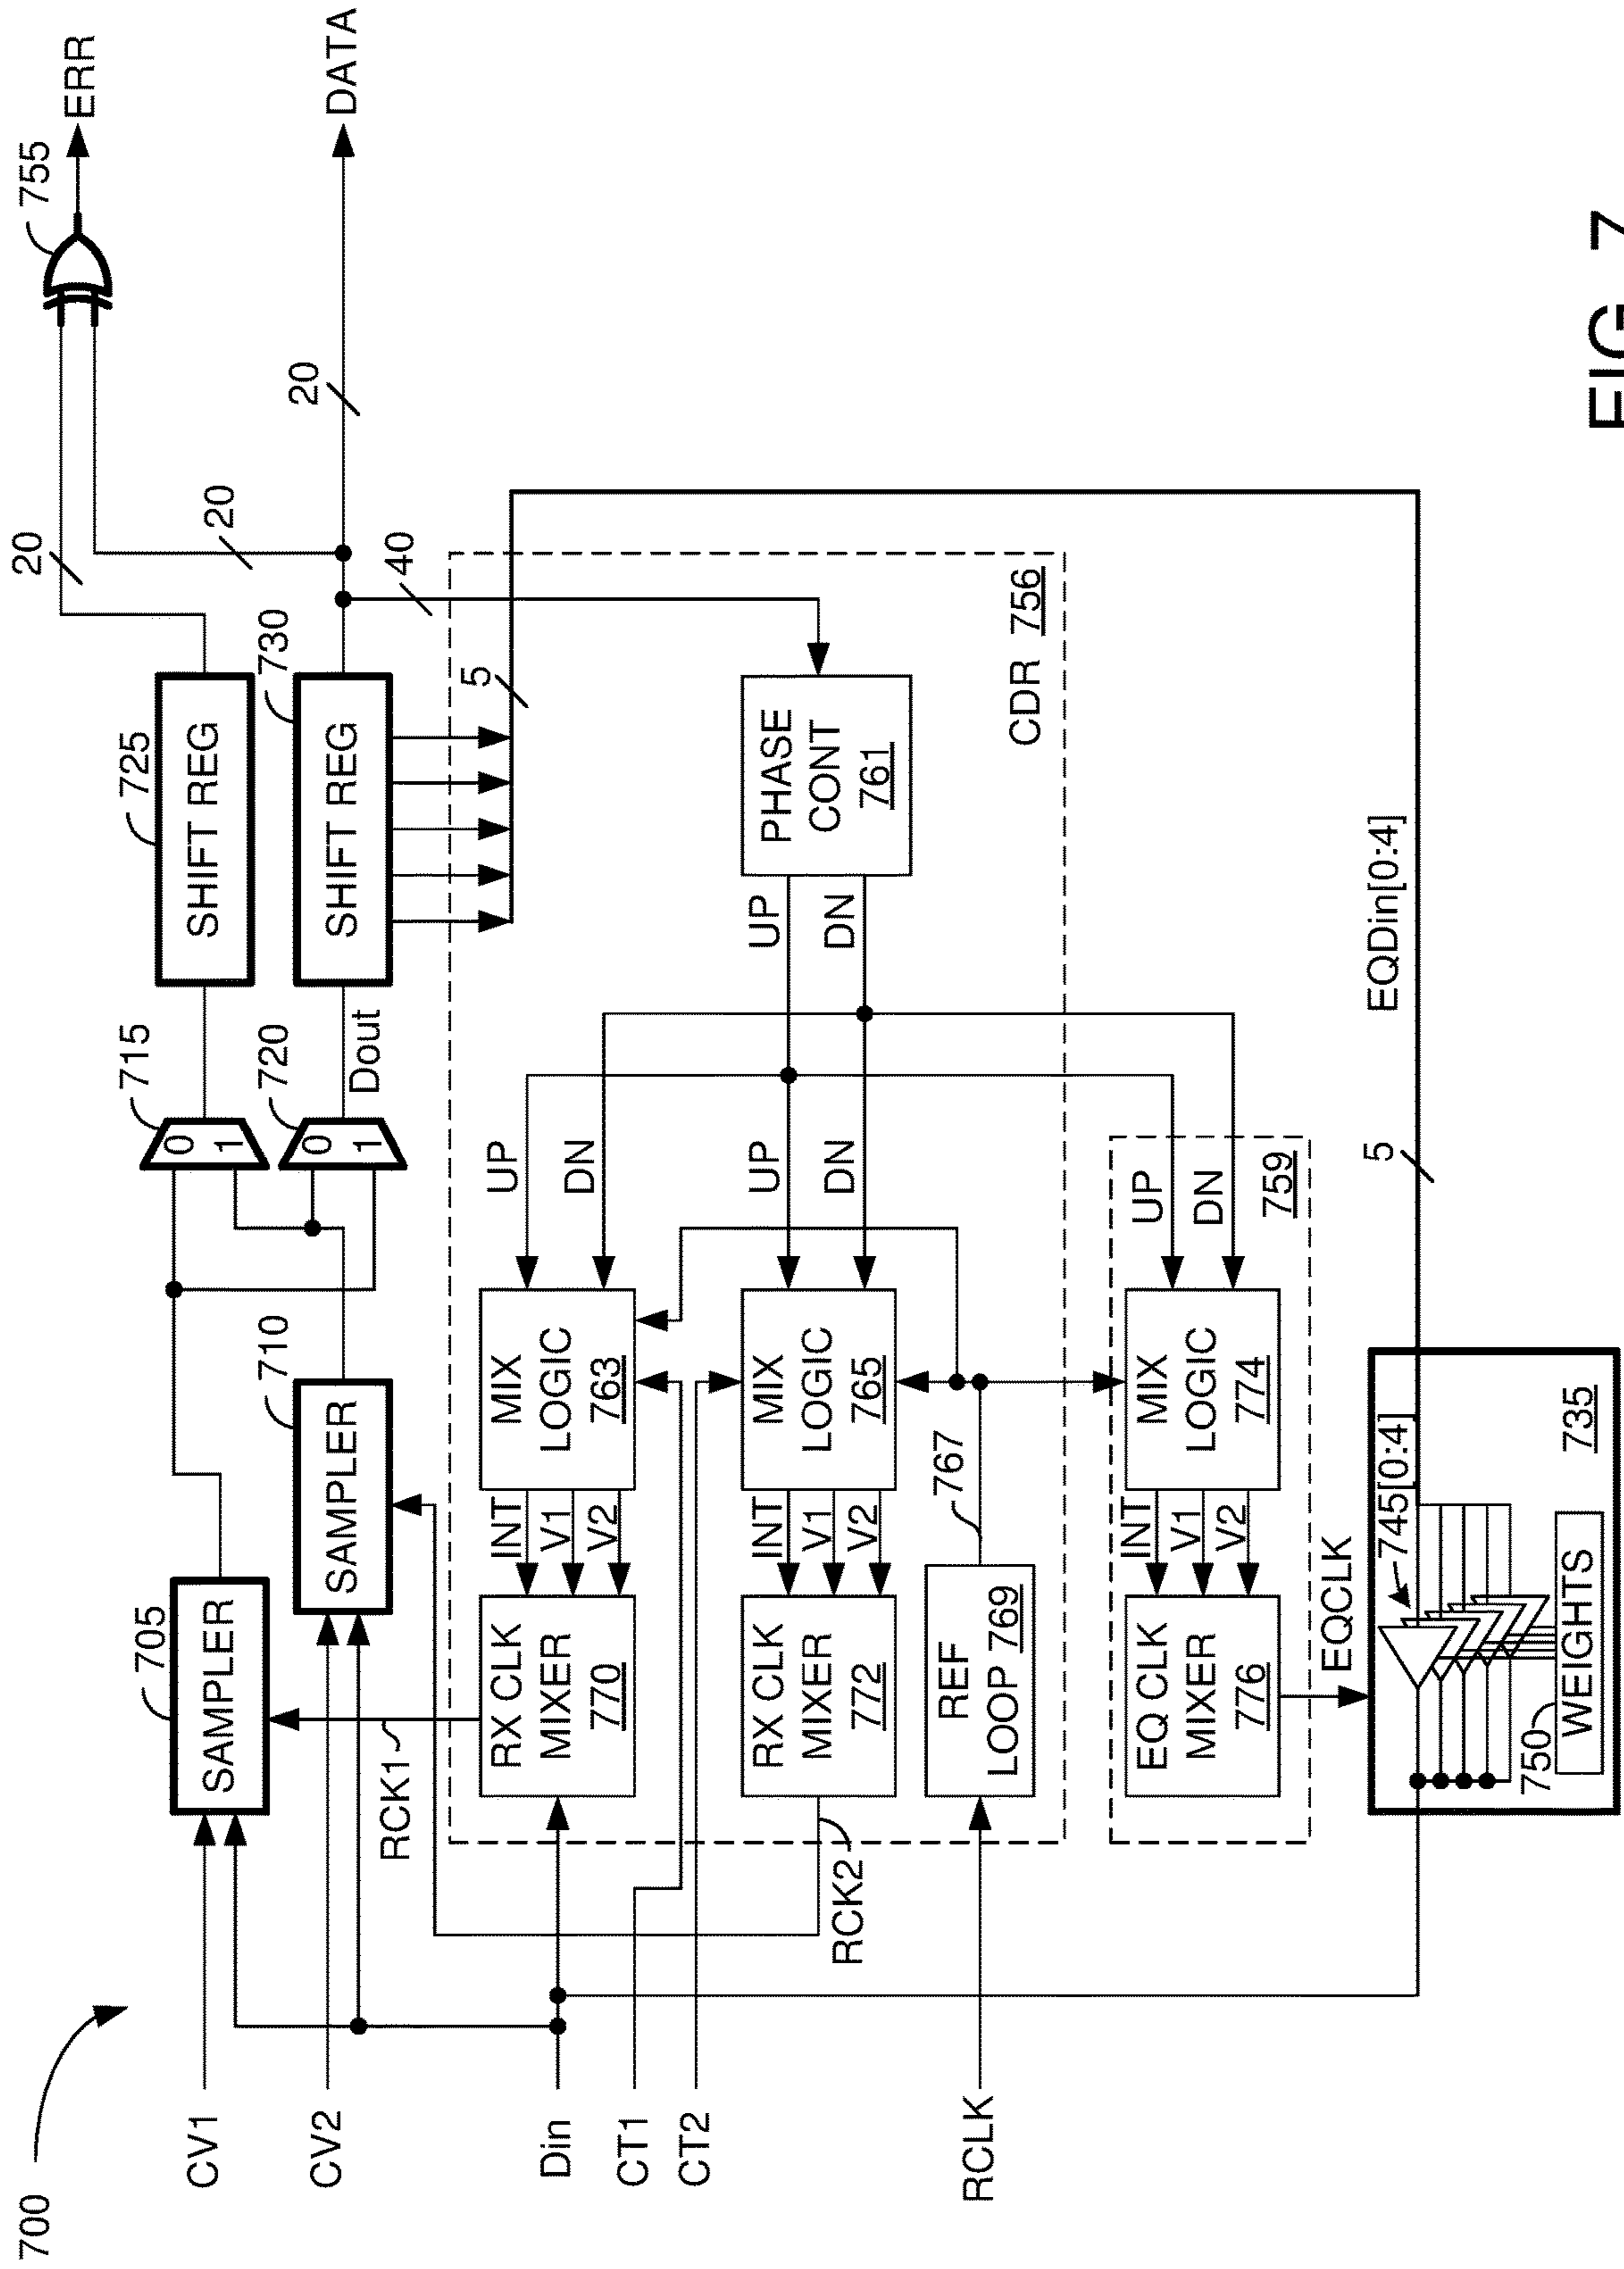 700
CV1
CV2
Din
CT1
CT2
RCLK
705
SAMPLER
710
SAMPLER
715
0
1
720
0
1
Dout
725
SHIFT REG
730
SHIFT REG
20
20
40
20
5
755
ERR
DATA
RCK1
RCK2
RX CLK
MIXER
770
INT
V1
V2
MIX
LOGIC
763
UP
DN
RX CLK
MIXER
772
INT
V1
V2
MIX
LOGIC
765
UP
DN
UP
DN
PHASE
CONT
761
REF
LOOP 769
767
CDR 756
EQ CLK
MIXER
776
INT
V1
V2
MIX
LOGIC
774
UP
DN
759
EQCLK
5
EQDin[0:4]
745[0:4]
735
750
WEIGHTS
FIG. 7